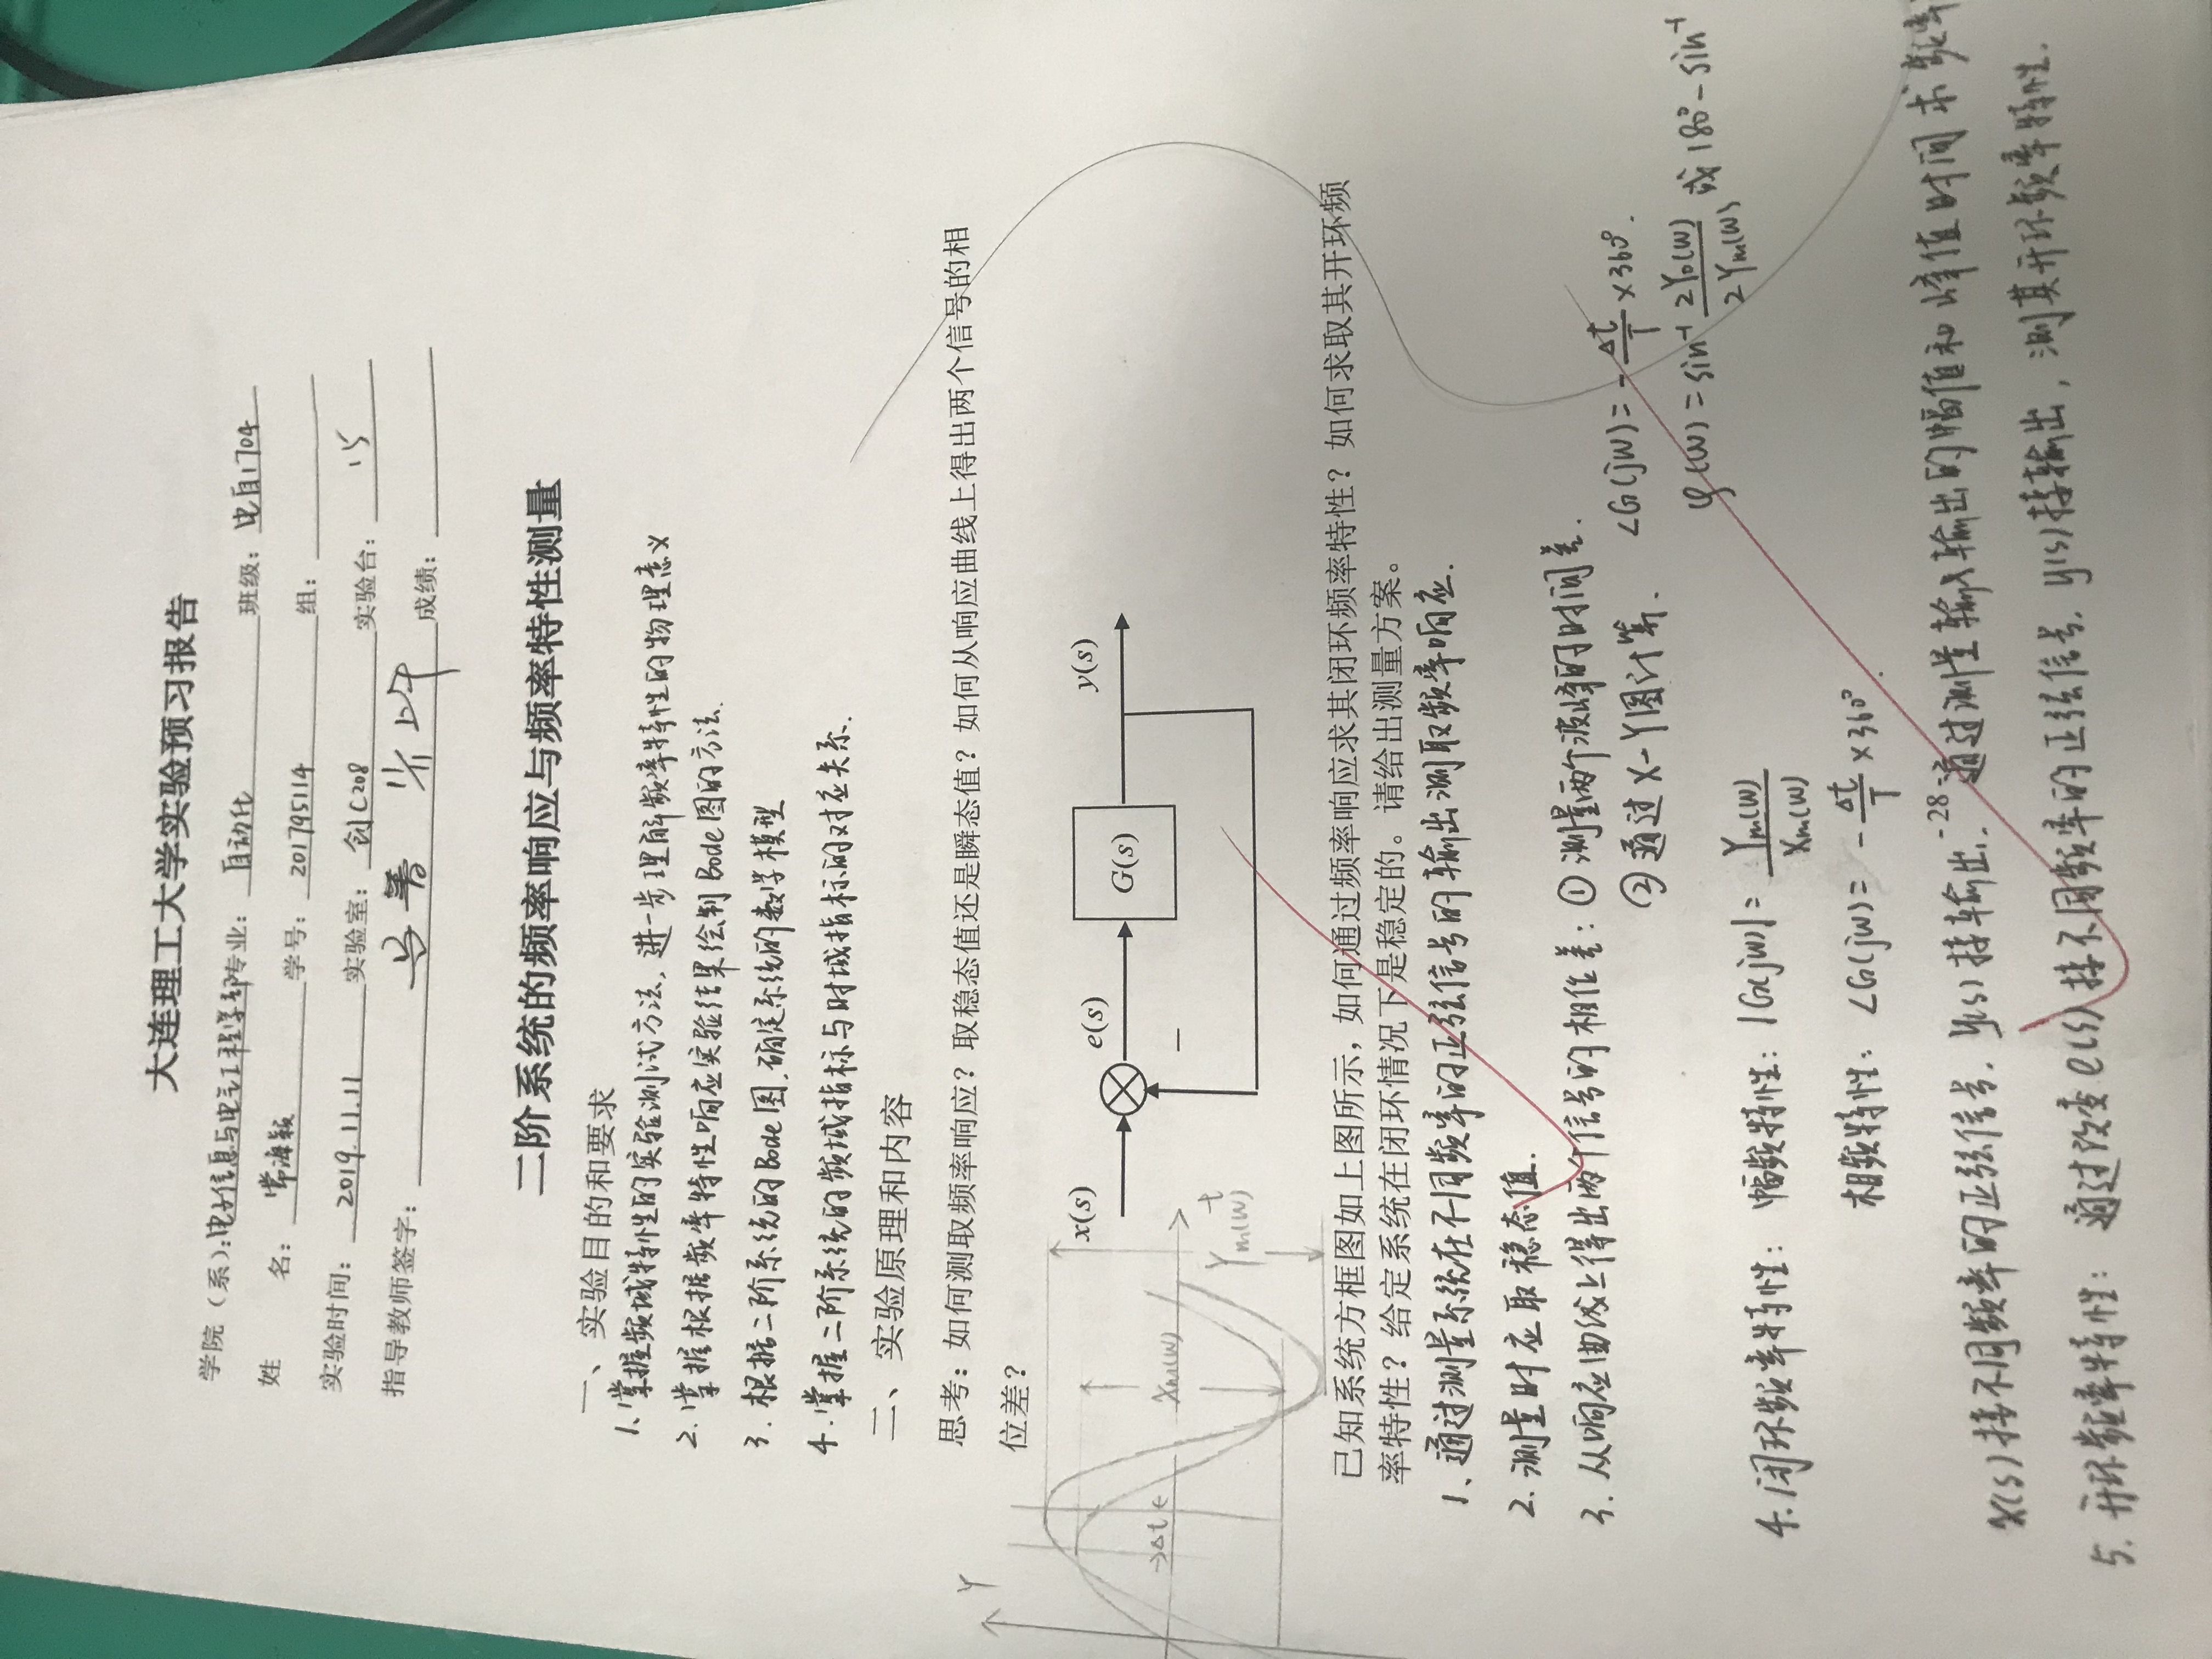 大连理工大学实验预习报告
学院（系）：电子信息与电气工程学部 专业： 自动化 班级： 电自1704
姓 名： 常海颖 学号： 201795114 组：
实验时间： 2019.11.11 实验室： 创C208 实验台： 15
指导教师签字： 11/11 上午 成绩：
二阶系统的频率响应与频率特性测量
一、实验目的和要求
1、掌握频域特性的实验测试方法，进一步理解频率特性的物理意义
2. 掌握根据频率特性响应实验结果绘制Bode图的方法.
3. 根据二阶系统的Bode图，确定系统的数学模型
4. 掌握二阶系统的频域指标与时域指标的对应关系.
二、实验原理和内容
思考：如何测取频率响应？取稳态值还是瞬态值？如何从响应曲线上得出两个信号的相
位差？
Y
Δt
Xm(w)
t
Ym(w)
x(s)
e(s)
G(s)
y(s)
−
已知系统方框图如上图所示，如何通过频率响应求其闭环频率特性？如何求取其开环频
率特性？给定系统在闭环情况下是稳定的。请给出测量方案。
1、通过测量系统在不同频率的正弦信号的输出测取频率响应.
2. 测量时应取稳态值.
3. 从响应曲线上得出两个信号的相位差：① 测量两个波峰的时间差.
∠G(jw)= - Δt/T ×360°.
② 通过X-Y图计算.
φ(w) = sin⁻¹ 2Y₀(w)/2Ym(w) 或 180° - sin⁻¹
4. 闭环频率特性： 幅频特性：|G(jw)| = Ym(w)/Xm(w)
相频特性： ∠G(jw) = - Δt/T ×360°.
- 28 -
x(s)接不同频率的正弦信号，y(s)接输出. 通过测量输入输出的幅值和峰值时间求频率
5. 开环频率特性： 通过改变e(s)接不同频率的正弦信号，y(s)接输出，测其开环频率特性.